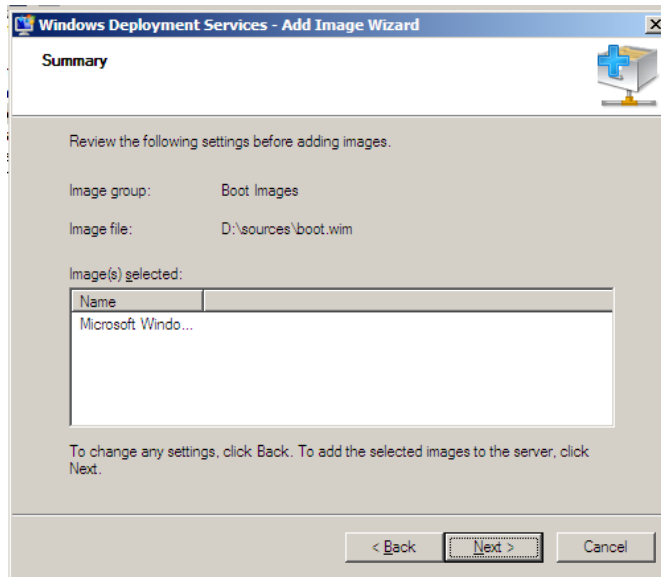 Windows Deployment Services - Add Image Wizard
Summary
Review the following settings before adding images.
Image group: Boot Images
Image file: D:\sources\boot.wim
Image(s) selected:
Name
Microsoft Windo...
To change any settings, click Back. To add the selected images to the server, click
Next.
< Back Next > Cancel